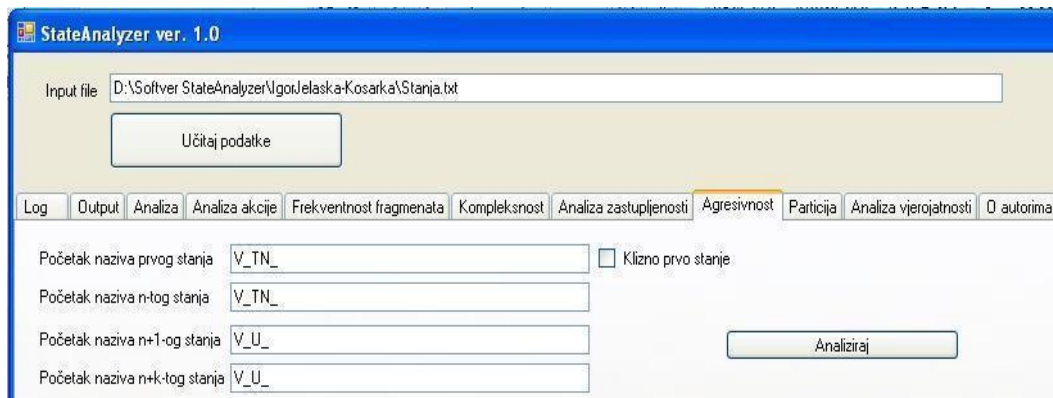 StateAnalyzer ver. 1.0
Input file D:\Softver StateAnalyzer\IgorJelaska-Kosarka\Stanja.txt
Učitaj podatke
Log Output Analiza Analiza akcije Frekventnost fragmenata Kompleksnost Analiza zastupljenosti Agresivnost Particija Analiza vjerojatnosti O autorima
Početak naziva prvog stanja V_TN_ Klizno prvo stanje
Početak naziva n-tog stanja V_TN_
Početak naziva n+1-og stanja V_U_ Analiziraj
Početak naziva n+k-tog stanja V_U_